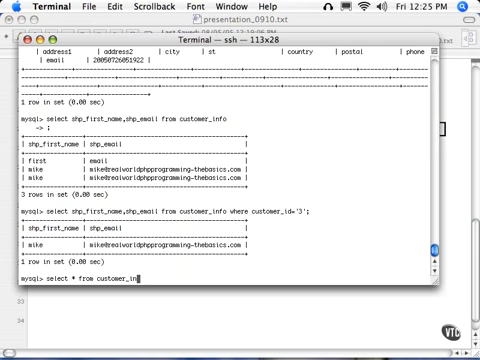 Terminal File Edit Scrollback Font Window Help Fri 12:25 PM
presentation_0910.txt
Terminal — ssh — 113x28
| address1 | address2 | city | st | country | postal | phone
| email | 20050726051922 |
1 row in set (0.00 sec)
mysql> select shp_first_name,shp_email from customer_info
-> ;
| shp_first_name | shp_email |
| first | email |
| mike | mike@realworldphpprogramming-thebasics.com |
| mike | mike@realworldphpprogramming-thebasics.com |
3 rows in set (0.00 sec)
mysql> select shp_first_name,shp_email from customer_info where customer_id='3';
| shp_first_name | shp_email |
| mike | mike@realworldphpprogramming-thebasics.com |
1 row in set (0.00 sec)
mysql> select * from customer_in
33
34
VTC